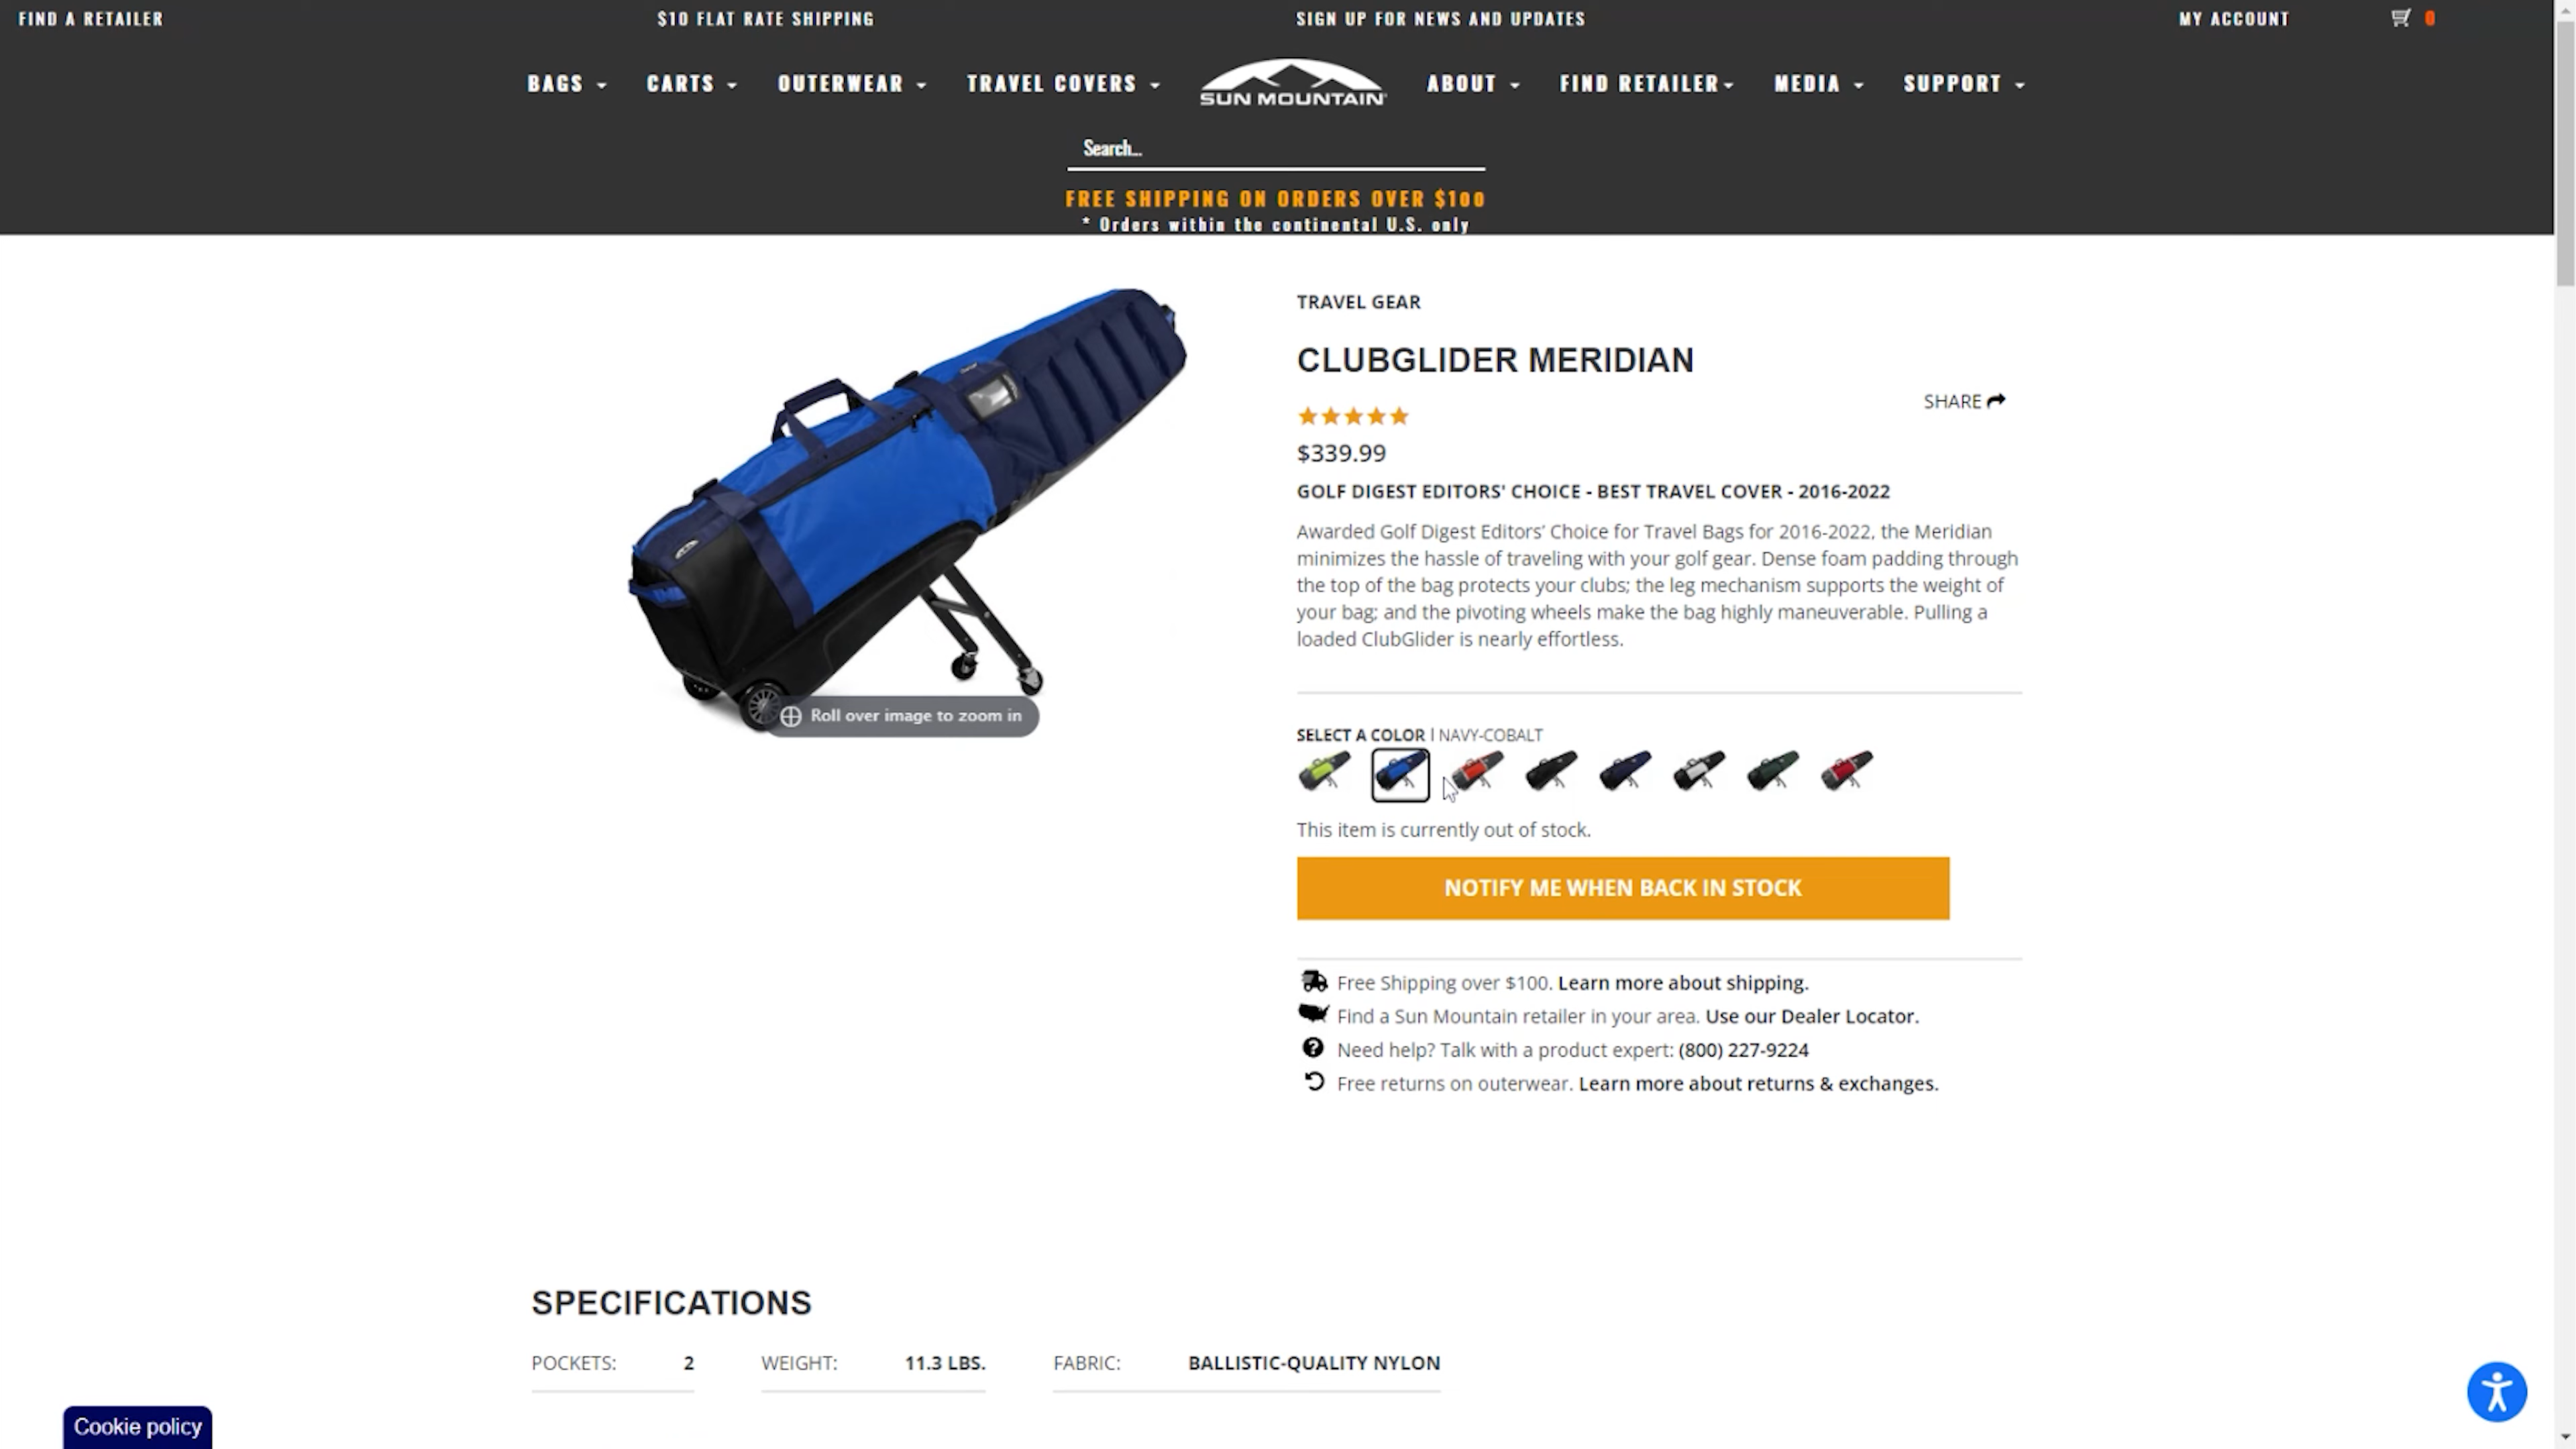 FIND A RETAILER
$10 FLAT RATE SHIPPING
SIGN UP FOR NEWS AND UPDATES
MY ACCOUNT
0
BAGS
CARTS
OUTERWEAR
TRAVEL COVERS
SUN MOUNTAIN
ABOUT
FIND RETAILER
MEDIA
SUPPORT
Search...
FREE SHIPPING ON ORDERS OVER $100
* Orders within the continental U.S. only
TRAVEL GEAR
CLUBGLIDER MERIDIAN
SHARE
$339.99
GOLF DIGEST EDITORS' CHOICE - BEST TRAVEL COVER - 2016-2022
Awarded Golf Digest Editors’ Choice for Travel Bags for 2016-2022, the Meridian
minimizes the hassle of traveling with your golf gear. Dense foam padding through
the top of the bag protects your clubs; the leg mechanism supports the weight of
your bag; and the pivoting wheels make the bag highly maneuverable. Pulling a
loaded ClubGlider is nearly effortless.
Roll over image to zoom in
SELECT A COLOR | NAVY-COBALT
This item is currently out of stock.
NOTIFY ME WHEN BACK IN STOCK
Free Shipping over $100. Learn more about shipping.
Find a Sun Mountain retailer in your area. Use our Dealer Locator.
Need help? Talk with a product expert: (800) 227-9224
Free returns on outerwear. Learn more about returns & exchanges.
SPECIFICATIONS
POCKETS: 2
WEIGHT: 11.3 LBS.
FABRIC: BALLISTIC-QUALITY NYLON
Cookie policy